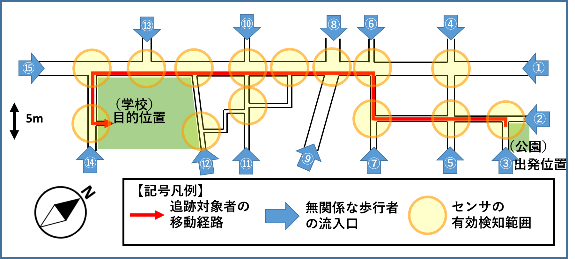 ⑬
⑩
⑧
⑥
④
⑮
①
(学校)
目的位置
5m
②
(公園)
出発位置
⑭
⑫
⑪
⑨
⑦
⑤
③
N
【記号凡例】
追跡対象者の
移動経路
無関係な歩行者
の流入口
センサの
有効検知範囲